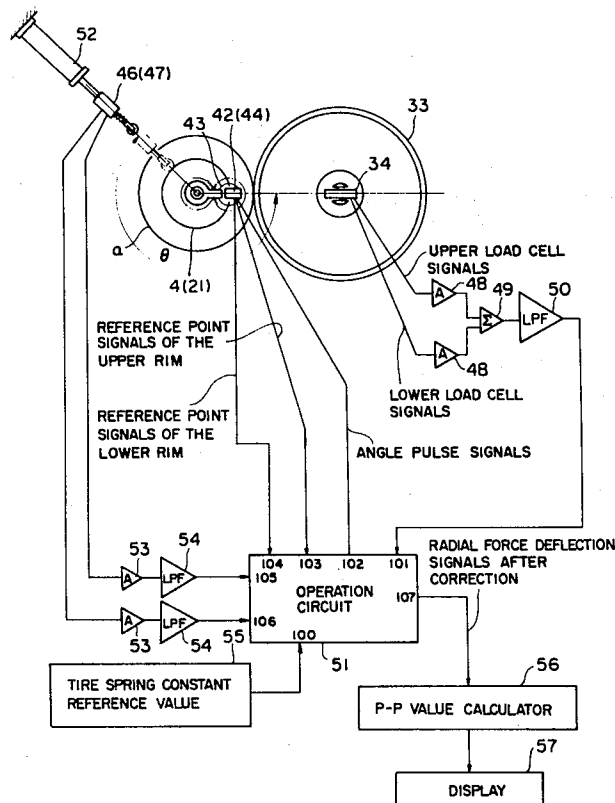 52
46(47)
42(44)
43
33
34
a
θ
4(21)
UPPER LOAD CELL
SIGNALS
48
49
50
A
Σ
LPF
A
48
REFERENCE POINT
SIGNALS OF THE
UPPER RIM
LOWER LOAD CELL
SIGNALS
REFERENCE POINT
SIGNALS OF THE
LOWER RIM
ANGLE PULSE SIGNALS
RADIAL FORCE DEFLECTION
SIGNALS AFTER
CORRECTION
53
54
A
LPF
104
103
102
101
105
OPERATION
CIRCUIT
107
106
100
A
LPF
53
54
55
51
TIRE SPRING CONSTANT
REFERENCE VALUE
56
P-P VALUE CALCULATOR
57
DISPLAY